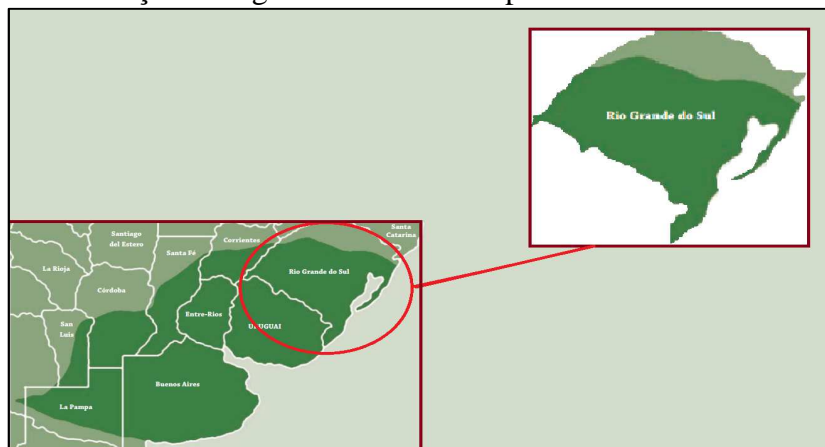 Rio Grande do Sul
Santiago
del Estero
Santa Fé
Corrientes
Santa
Catarina
La Rioja
Córdoba
Rio Grande do Sul
San
Luis
Entre-Rios
URUGUAI
Buenos Aires
La Pampa